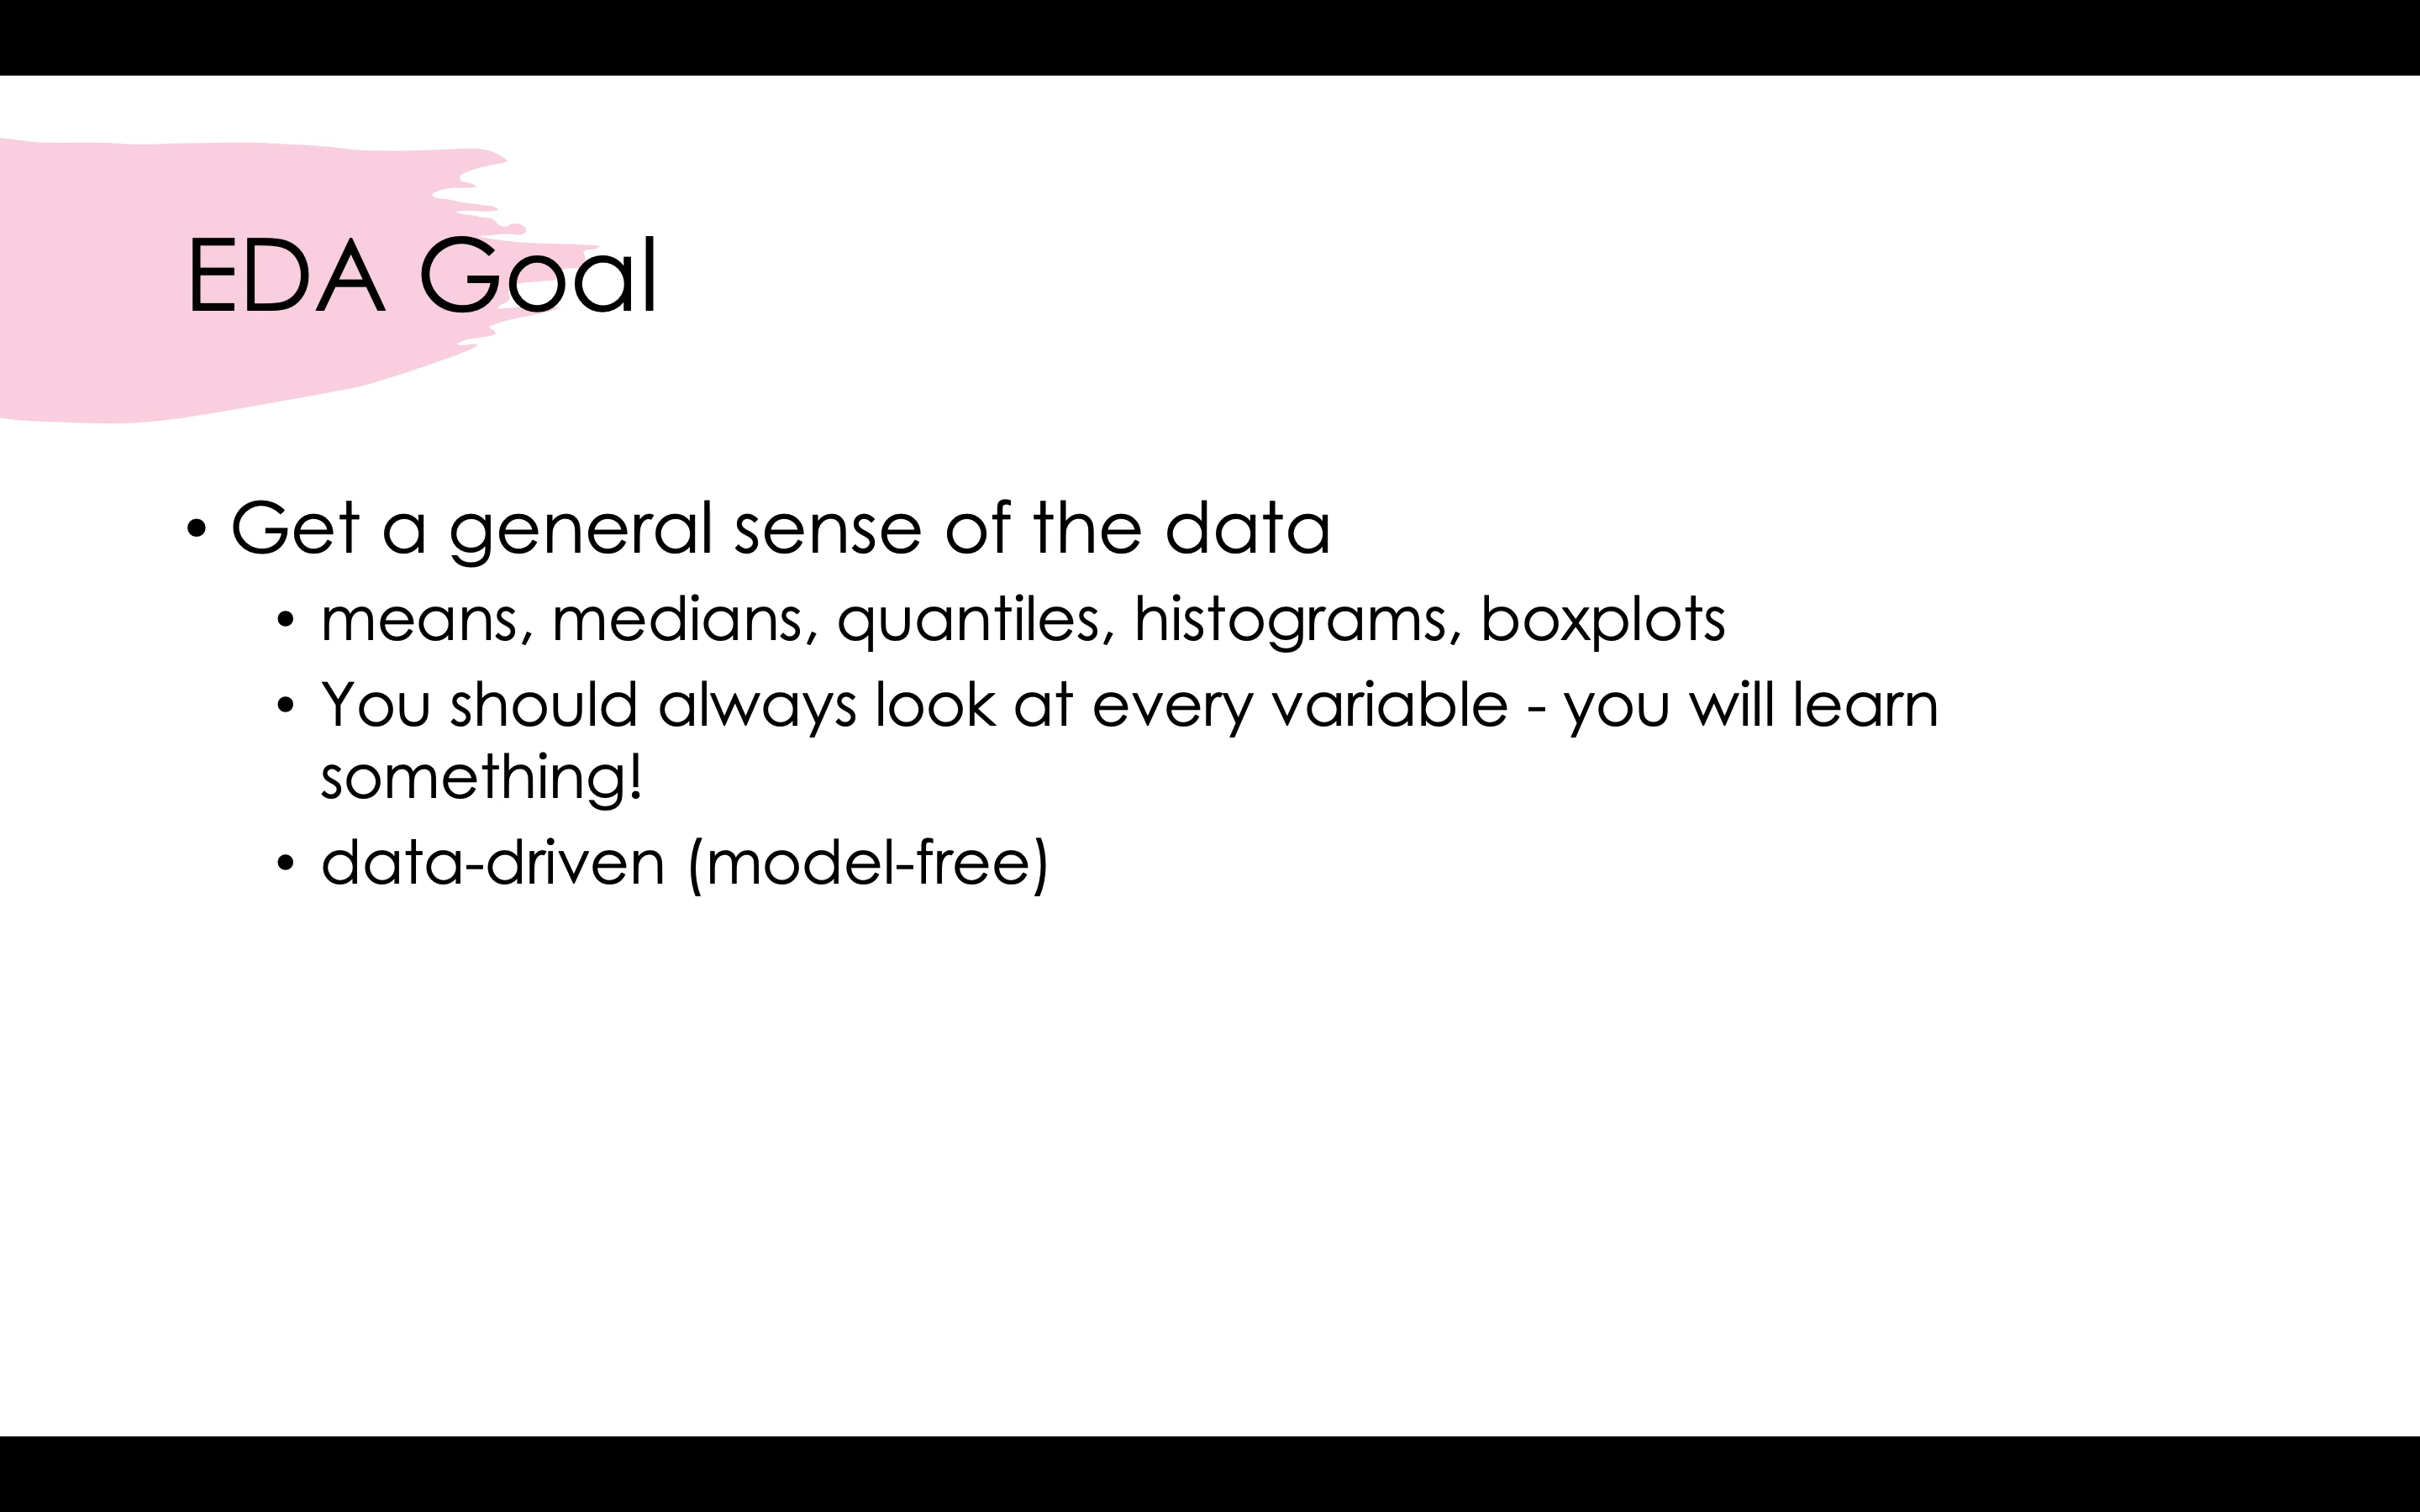 EDA Goal
• Get a general sense of the data
• means, medians, quantiles, histograms, boxplots
• You should always look at every variable - you will learn
something!
• data-driven (model-free)